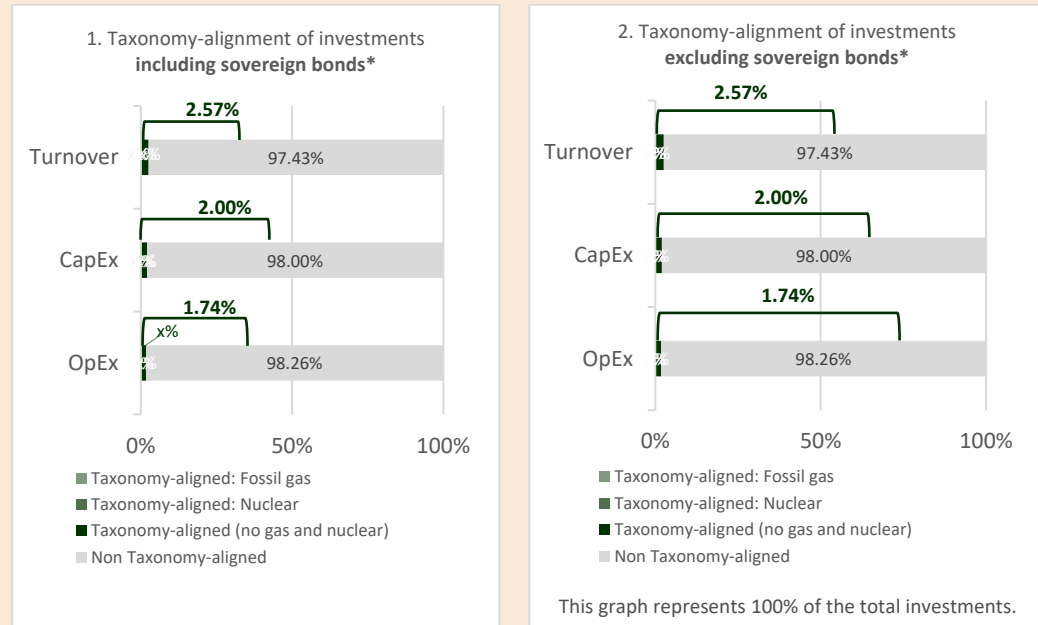 1. Taxonomy-alignment of investments
including sovereign bonds*
2.57%
Turnover
97.43%
2.00%
CapEx
98.00%
1.74%
x%
OpEx
98.26%
0%
50%
100%
Taxonomy-aligned: Fossil gas
Taxonomy-aligned: Nuclear
Taxonomy-aligned (no gas and nuclear)
Non Taxonomy-aligned
2. Taxonomy-alignment of investments
excluding sovereign bonds*
2.57%
Turnover
97.43%
2.00%
CapEx
98.00%
1.74%
OpEx
98.26%
0%
50%
100%
Taxonomy-aligned: Fossil gas
Taxonomy-aligned: Nuclear
Taxonomy-aligned (no gas and nuclear)
Non Taxonomy-aligned
This graph represents 100% of the total investments.